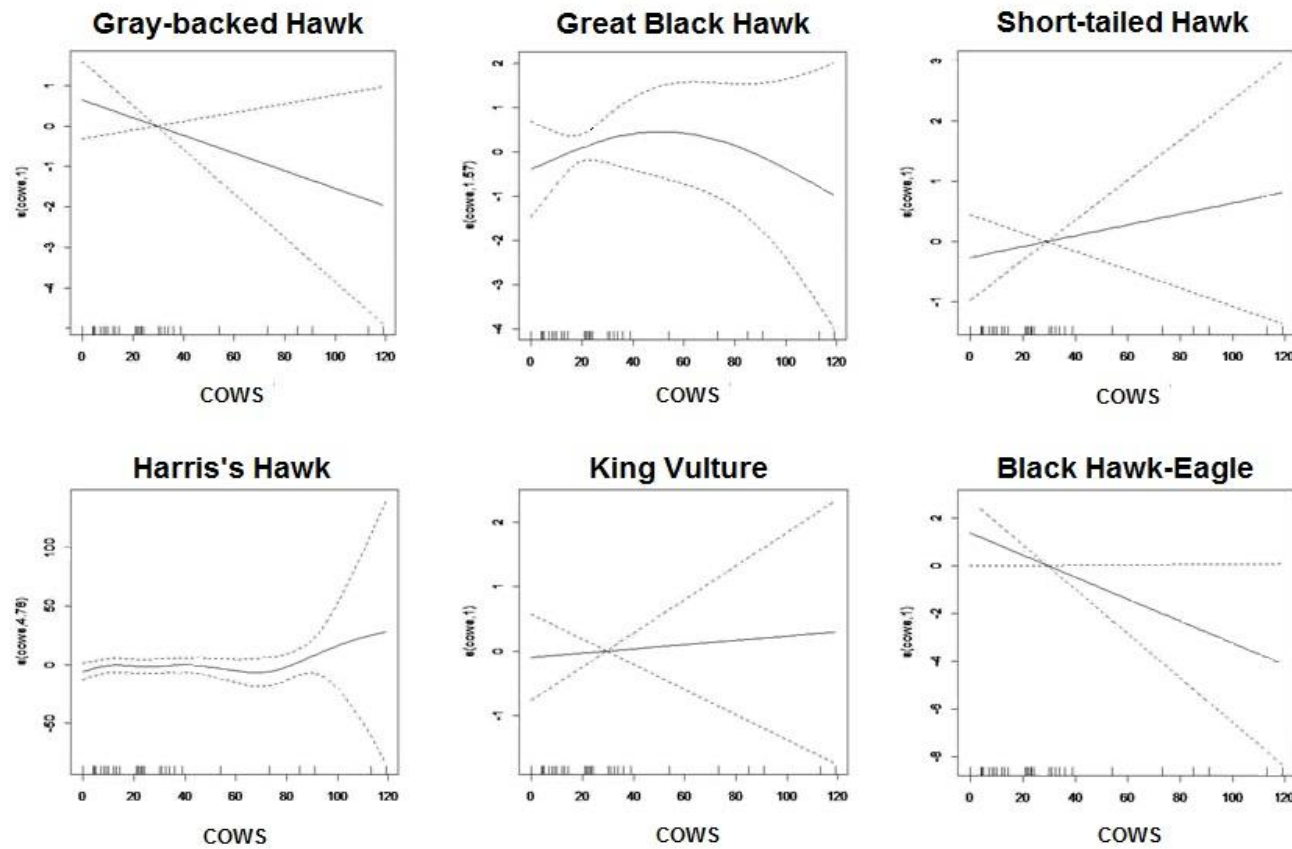 Gray-backed Hawk
s(cows,1)
1
0
-1
-2
-3
-4
0 20 40 60 80 100 120
COWS
Great Black Hawk
s(cows,1.57)
2
1
0
-1
-2
-3
-4
0 20 40 60 80 100 120
COWS
Short-tailed Hawk
s(cows,1)
3
2
1
0
-1
0 20 40 60 80 100 120
COWS
Harris's Hawk
s(cows,4.78)
100
50
0
-50
0 20 40 60 80 100 120
COWS
King Vulture
s(cows,1)
2
1
0
-1
0 20 40 60 80 100 120
COWS
Black Hawk-Eagle
s(cows,1)
2
0
-2
-4
-6
-8
0 20 40 60 80 100 120
COWS